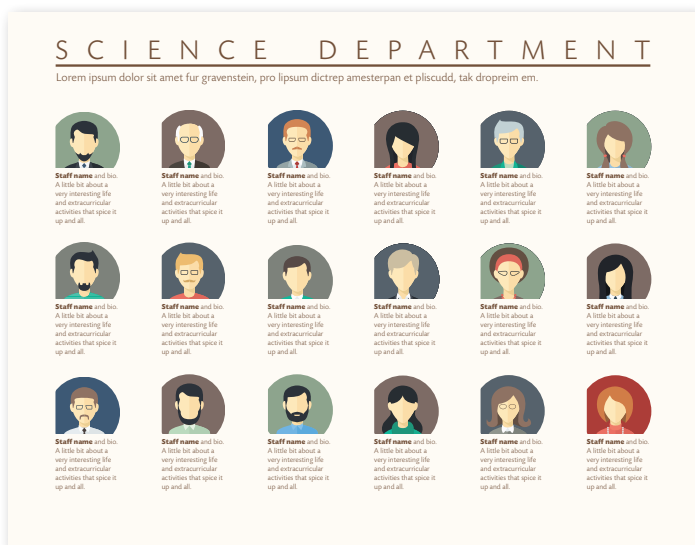 SCIENCE DEPARTMENT
Lorem ipsum dolor sit amet fur gravenstein, pro lipsum dictrep amesterpan et pliscudd, tak dropreim em.
Staff name and bio.
A little bit about a
very interesting life
and extracurricular
activities that spice it
up and all.
Staff name and bio.
A little bit about a
very interesting life
and extracurricular
activities that spice it
up and all.
Staff name and bio.
A little bit about a
very interesting life
and extracurricular
activities that spice it
up and all.
Staff name and bio.
A little bit about a
very interesting life
and extracurricular
activities that spice it
up and all.
Staff name and bio.
A little bit about a
very interesting life
and extracurricular
activities that spice it
up and all.
Staff name and bio.
A little bit about a
very interesting life
and extracurricular
activities that spice it
up and all.
Staff name and bio.
A little bit about a
very interesting life
and extracurricular
activities that spice it
up and all.
Staff name and bio.
A little bit about a
very interesting life
and extracurricular
activities that spice it
up and all.
Staff name and bio.
A little bit about a
very interesting life
and extracurricular
activities that spice it
up and all.
Staff name and bio.
A little bit about a
very interesting life
and extracurricular
activities that spice it
up and all.
Staff name and bio.
A little bit about a
very interesting life
and extracurricular
activities that spice it
up and all.
Staff name and bio.
A little bit about a
very interesting life
and extracurricular
activities that spice it
up and all.
Staff name and bio.
A little bit about a
very interesting life
and extracurricular
activities that spice it
up and all.
Staff name and bio.
A little bit about a
very interesting life
and extracurricular
activities that spice it
up and all.
Staff name and bio.
A little bit about a
very interesting life
and extracurricular
activities that spice it
up and all.
Staff name and bio.
A little bit about a
very interesting life
and extracurricular
activities that spice it
up and all.
Staff name and bio.
A little bit about a
very interesting life
and extracurricular
activities that spice it
up and all.
Staff name and bio.
A little bit about a
very interesting life
and extracurricular
activities that spice it
up and all.